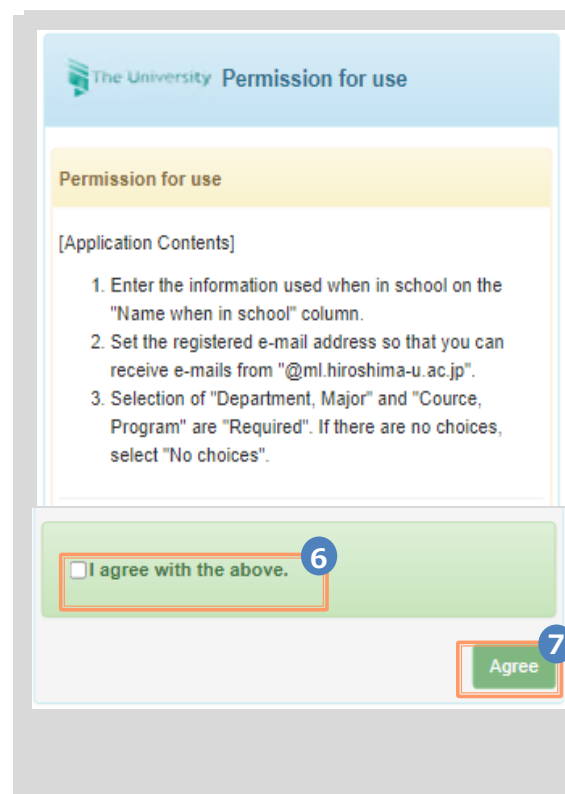 The University Permission for use
Permission for use
[Application Contents]
1. Enter the information used when in school on the
"Name when in school" column.
2. Set the registered e-mail address so that you can
receive e-mails from "@ml.hiroshima-u.ac.jp".
3. Selection of "Department, Major" and "Cource,
Program" are "Required". If there are no choices,
select "No choices".
6
I agree with the above.
7
Agree